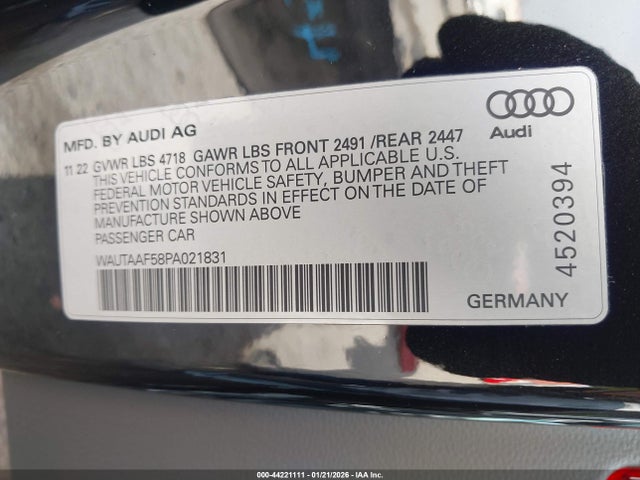 MFD. BY AUDI AG
Audi
11 22 GVWR LBS 4718 GAWR LBS FRONT 2491 /REAR 2447
THIS VEHICLE CONFORMS TO ALL APPLICABLE U.S.
FEDERAL MOTOR VEHICLE SAFETY, BUMPER AND THEFT
PREVENTION STANDARDS IN EFFECT ON THE DATE OF
MANUFACTURE SHOWN ABOVE
PASSENGER CAR
WAUTAAF58PA021831
4520394
GERMANY
000-44221111 - 01/21/2026 - IAA Inc.